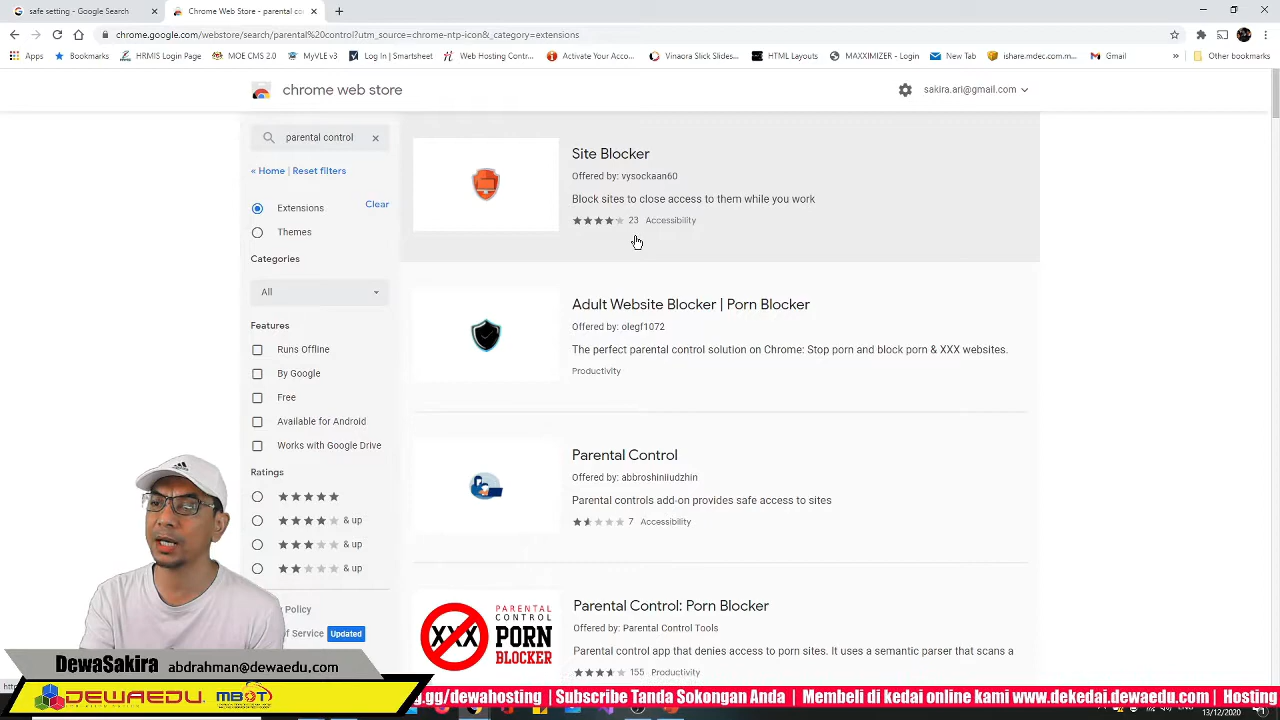 safe setting - Google Search
Chrome Web Store - parental co
chrome.google.com/webstore/search/parental%20control?utm_source=chrome-ntp-icon&_category=extensions
Apps
Bookmarks
HRMIS Integration
MOE CMS 2.0
MyVLE v3
Log In | Smartsheet
Web Hosting Contr...
Activate Your Acco...
Vinaora Slick Slides...
HTML Layouts
MAXXIMIZER - Login
New Tab
ishare.mdec.com.m...
Gmail
Other bookmarks
chrome web store
sakira.ari@gmail.com
parental control
« Home | Reset filters
Extensions
Clear
Themes
Categories
All
Features
Runs Offline
By Google
Free
Available for Android
Works with Google Drive
Ratings
& up
& up
& up
Policy
of Service
Updated
Site Blocker
Offered by: vysockaan60
Block sites to close access to them while you work
23 Accessibility
Adult Website Blocker | Porn Blocker
Offered by: olegf1072
The perfect parental control solution on Chrome: Stop porn and block porn & XXX websites.
Productivity
Parental Control
Offered by: abbroshiniiudzhin
Parental controls add-on provides safe access to sites
7 Accessibility
XXX
PARENTAL
CONTROL
PORN
BLOCKER
Parental Control: Porn Blocker
Offered by: Parental Control Tools
Parental control app that denies access to porn sites. It uses a semantic parser that scans a
155 Productivity
DewaSakira abdrahman@dewaedu.com
DEWAEDU MBOT
.gg/dewahosting | Subscribe Tanda Sokongan Anda | Membeli di kedai online kami www.dekedai.dewaedu.com | Hosting
13/12/2020